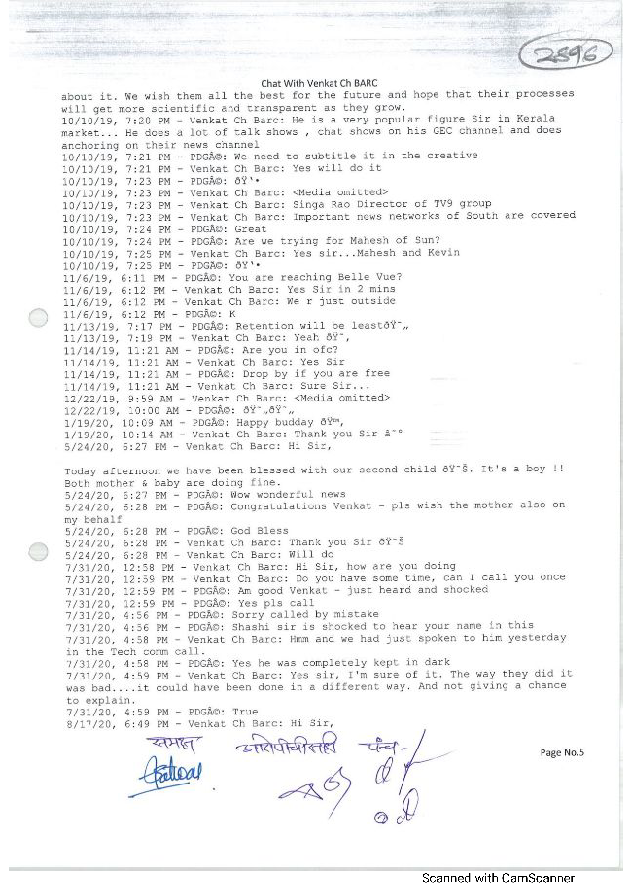 2896
Chat With Venkat Ch BARC
about it. We wish them all the best for the future and hope that their processes
will get more scientific and transparent as they grow.
10/10/19, 7:20 PM - Venkat Ch Barc: He is a very popular figure Sir in Kerala
market... He does a lot of talk shows , chat shows on his GEC channel and does
anchoring on their news channel
10/10/19, 7:21 PM - PDGÂ©: We need to subtitle it in the creative
10/10/19, 7:21 PM - Venkat Ch Barc: Yes will do it
10/10/19, 7:23 PM - PDGÂ©: ðŸ'•
10/10/19, 7:23 PM - Venkat Ch Barc: <Media omitted>
10/10/19, 7:23 PM - Venkat Ch Barc: Singa Rao Director of TV9 group
10/10/19, 7:23 PM - Venkat Ch Barc: Important news networks of South are covered
10/10/19, 7:24 PM - PDGÂ©: Great
10/10/19, 7:24 PM - PDGÂ©: Are we trying for Mahesh of Sun?
10/10/19, 7:25 PM - Venkat Ch Barc: Yes sir...Mahesh and Kevin
10/10/19, 7:25 PM - PDGÂ©: ðŸ'•
11/6/19, 6:11 PM - PDGÂ©: You are reaching Belle Vue?
11/6/19, 6:12 PM - Venkat Ch Barc: Yes Sir in 2 mins
11/6/19, 6:12 PM - Venkat Ch Barc: We r just outside
11/6/19, 6:12 PM - PDGÂ©: K
11/13/19, 7:17 PM - PDGÂ©: Retention will be leastðŸ˜„
11/13/19, 7:19 PM - Venkat Ch Barc: Yeah ðŸ˜‚
11/14/19, 11:21 AM - PDGÂ©: Are you in ofc?
11/14/19, 11:21 AM - Venkat Ch Barc: Yes Sir
11/14/19, 11:21 AM - PDGÂ©: Drop by if you are free
11/14/19, 11:21 AM - Venkat Ch Barc: Sure Sir...
12/22/19, 9:59 AM - Venkat Ch Barc: <Media omitted>
12/22/19, 10:00 AM - PDGÂ©: ðŸ˜„ðŸ˜„
1/19/20, 10:09 AM - PDGÂ©: Happy budday ðŸ™‚
1/19/20, 10:14 AM - Venkat Ch Barc: Thank you Sir
5/24/20, 6:27 PM - Venkat Ch Barc: Hi Sir,
Today afternoon we have been blessed with our second child ðŸ˜Š. It's a boy !!
Both mother & baby are doing fine.
5/24/20, 6:27 PM - PDGÂ©: Wow wonderful news
5/24/20, 6:28 PM - PDGÂ©: Congratulations Venkat - pls wish the mother also on
my behalf
5/24/20, 6:28 PM - PDGÂ©: God Bless
5/24/20, 6:28 PM - Venkat Ch Barc: Thank you Sir ðŸ˜Š
5/24/20, 6:28 PM - Venkat Ch Barc: Will do
7/31/20, 12:58 PM - Venkat Ch Barc: Hi Sir, how are you doing
7/31/20, 12:59 PM - Venkat Ch Barc: Do you have some time, can I call you once
7/31/20, 12:59 PM - PDGÂ©: Am good Venkat - just heard and shocked
7/31/20, 12:59 PM - PDGÂ©: Yes pls call
7/31/20, 4:56 PM - PDGÂ©: Sorry called by mistake
7/31/20, 4:56 PM - PDGÂ©: Shashi sir is shocked to hear your name in this
7/31/20, 4:58 PM - Venkat Ch Barc: Hmm and we had just spoken to him yesterday
in the Tech comm call.
7/31/20, 4:58 PM - PDGÂ©: Yes he was completely kept in dark
7/31/20, 4:59 PM - Venkat Ch Barc: Yes sir, I'm sure of it. The way they did it
was bad....it could have been done in a different way. And not giving a chance
to explain.
7/31/20, 4:59 PM - PDGÂ©: True
8/17/20, 6:49 PM - Venkat Ch Barc: Hi Sir,
समक्ष आरोपीची सही पंच -
Page No.5
Scanned with CamScanner